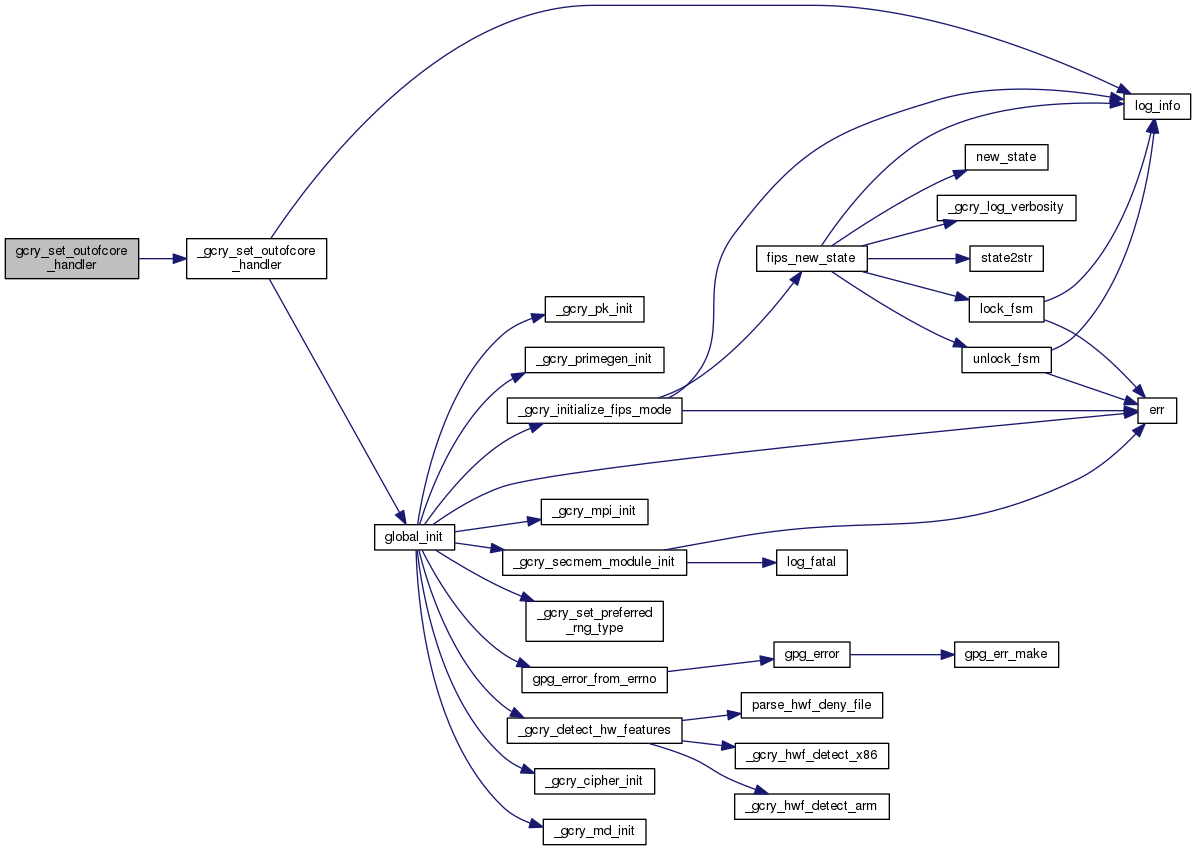 gcry_set_outofcore
_handler
_gcry_set_outofcore
_handler
log_info
new_state
_gcry_log_verbosity
fips_new_state
state2str
lock_fsm
unlock_fsm
_gcry_pk_init
_gcry_primegen_init
_gcry_initialize_fips_mode
err
global_init
_gcry_mpi_init
_gcry_secmem_module_init
log_fatal
_gcry_set_preferred
_rng_type
gpg_error_from_errno
gpg_error
gpg_err_make
_gcry_detect_hw_features
parse_hwf_deny_file
_gcry_hwf_detect_x86
_gcry_hwf_detect_arm
_gcry_cipher_init
_gcry_md_init